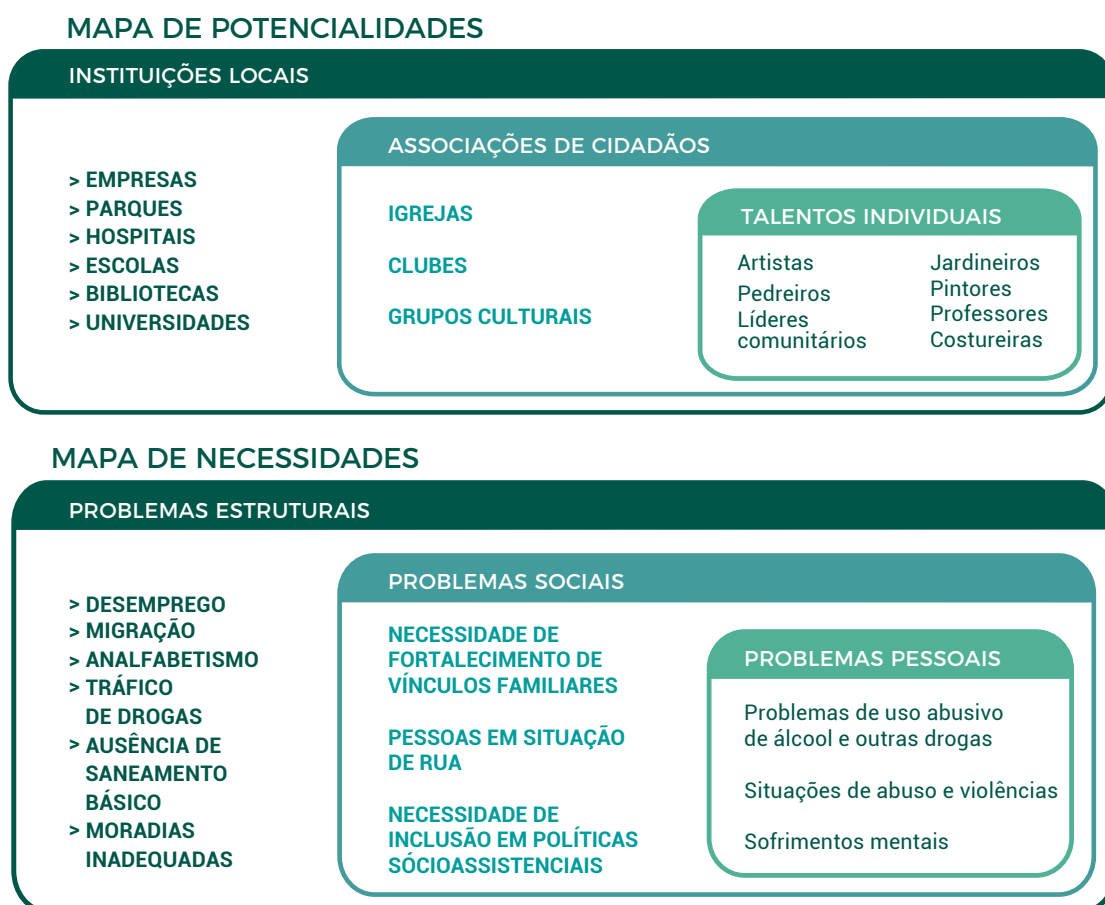 MAPA DE POTENCIALIDADES
INSTITUIÇÕES LOCAIS
> EMPRESAS
> PARQUES
> HOSPITAIS
> ESCOLAS
> BIBLIOTECAS
> UNIVERSIDADES
ASSOCIAÇÕES DE CIDADÃOS
IGREJAS
CLUBES
GRUPOS CULTURAIS
TALENTOS INDIVIDUAIS
Artistas
Pedreiros
Líderes
comunitários
Jardineiros
Pintores
Professores
Costureiras
MAPA DE NECESSIDADES
PROBLEMAS ESTRUTURAIS
> DESEMPREGO
> MIGRAÇÃO
> ANALFABETISMO
> TRÁFICO
DE DROGAS
> AUSÊNCIA DE
SANEAMENTO
BÁSICO
> MORADIAS
INADEQUADAS
PROBLEMAS SOCIAIS
NECESSIDADE DE
FORTALECIMENTO DE
VÍNCULOS FAMILIARES
PESSOAS EM SITUAÇÃO
DE RUA
NECESSIDADE DE
INCLUSÃO EM POLÍTICAS
SÓCIOASSISTENCIAIS
PROBLEMAS PESSOAIS
Problemas de uso abusivo
de álcool e outras drogas
Situações de abuso e violências
Sofrimentos mentais